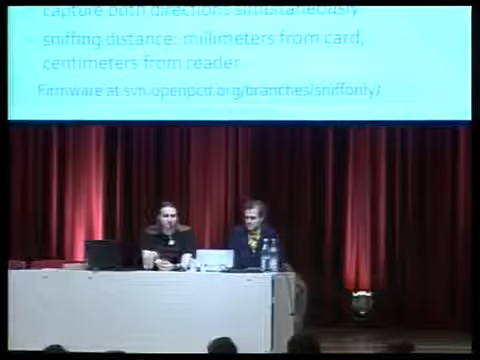 capture both directions simultaneously
sniffing distance: millimeters from card,
centimeters from reader
Firmware at svn.openpcd.org/branches/sniffonly/